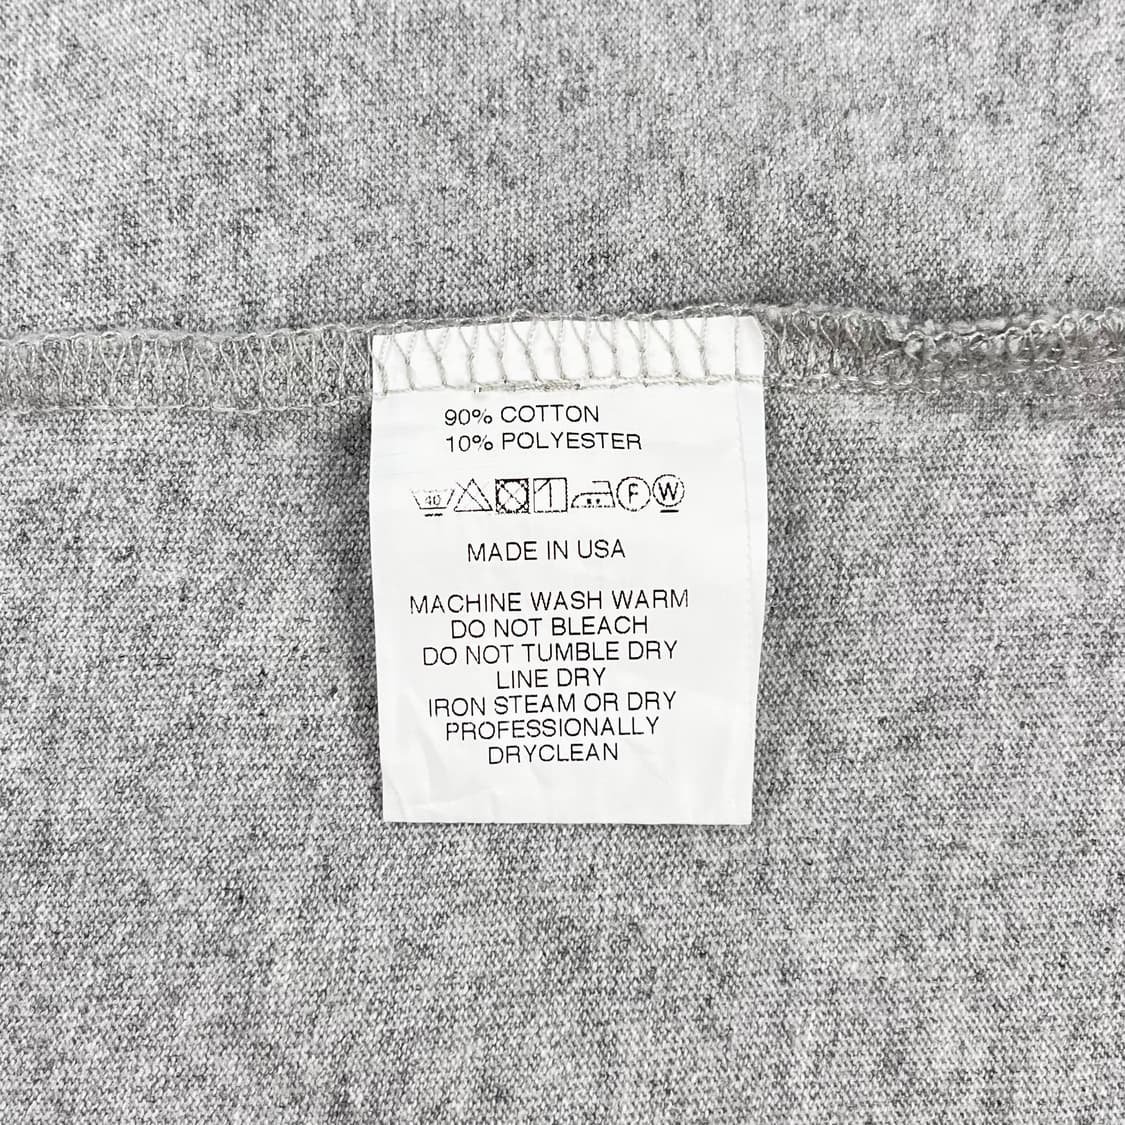 90% COTTON
10% POLYESTER
40 F W
MADE IN USA
MACHINE WASH WARM
DO NOT BLEACH
DO NOT TUMBLE DRY
LINE DRY
IRON STEAM OR DRY
PROFESSIONALLY
DRYCLEAN